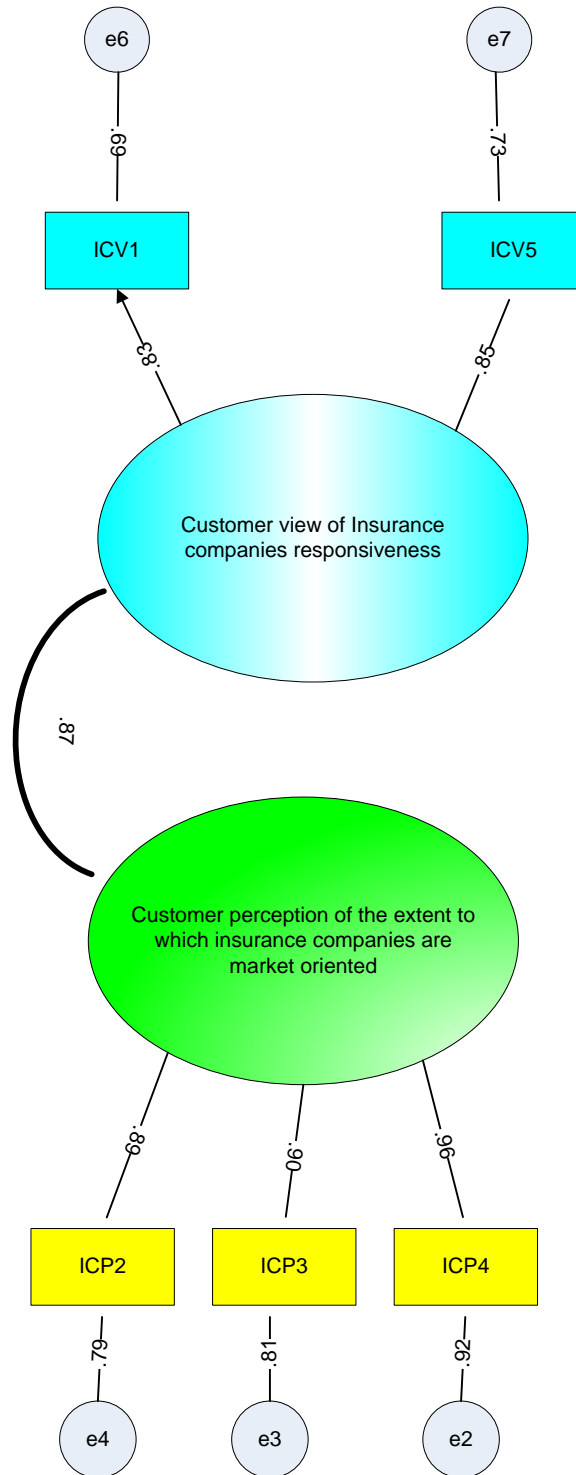 e6
e7
.69
.73
ICV1
ICV5
.83
.85
Customer view of Insurance
companies responsiveness
.87
Customer perception of the extent to
which insurance companies are
market oriented
.89
.90
.96
ICP2
ICP3
ICP4
.79
.81
.92
e4
e3
e2